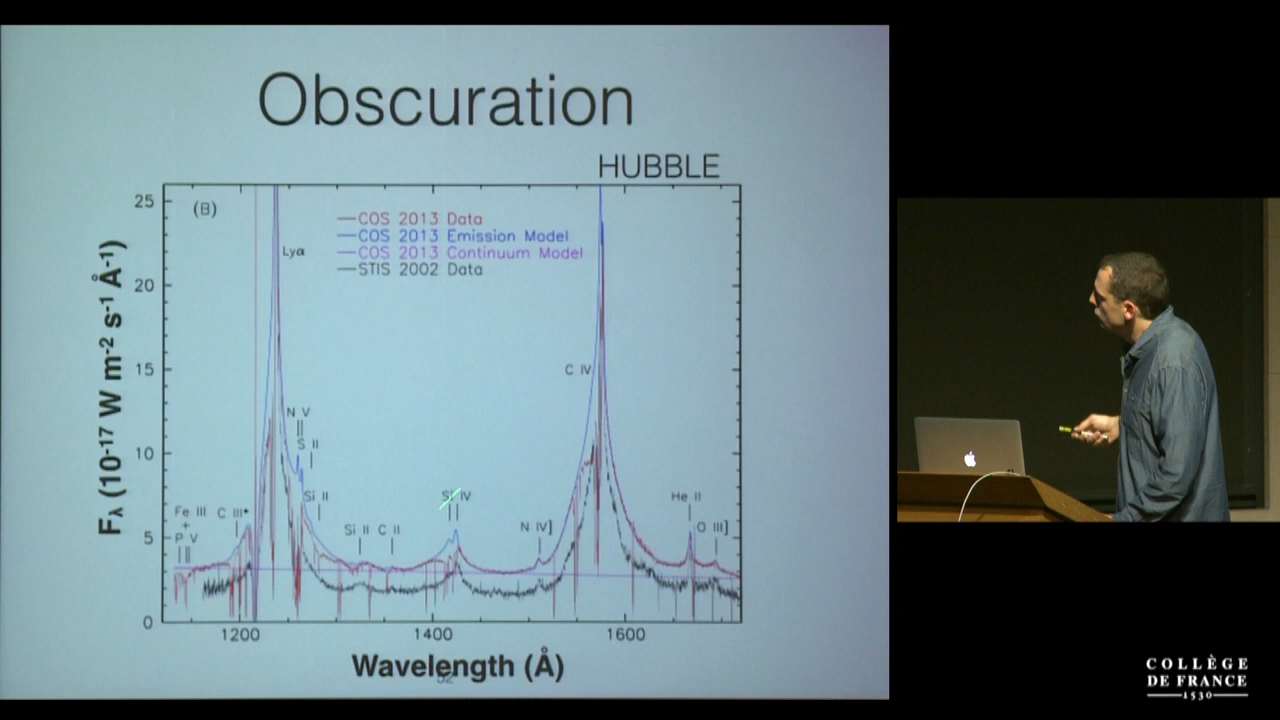 Obscuration
HUBBLE
(B)
COS 2013 Data
COS 2013 Emission Model
COS 2013 Continuum Model
STIS 2002 Data
Lyα
C IV
N V
S II
Si II
Si IV
He II
Fe III
+
P V
C III*
Si II
C II
N IV]
O III]
25
20
15
10
5
0
1200
1400
1600
Fλ (10-17 W m-2 s-1 Å-1)
Wavelength (Å)
52
COLLÈGE
DE FRANCE
1530